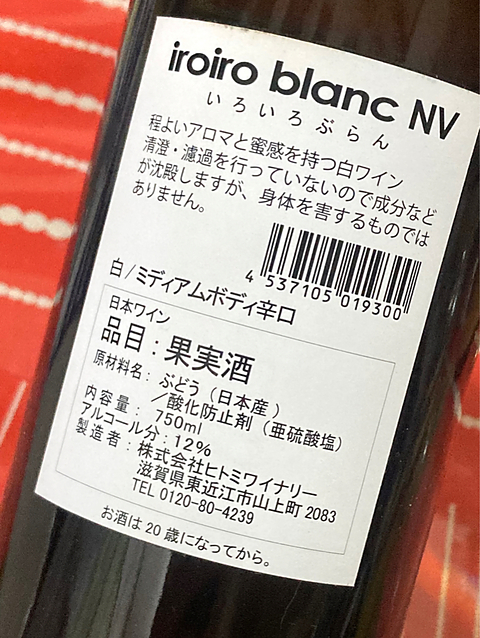 iroiro blanc NV
いろいろぶらん
程よいアロマと蜜感を持つ白ワイン
清澄・濾過を行っていないので成分など
が沈殿しますが、身体を害するものでは
ありません。
4 537105 019300
白/ミディアムボディ辛口
日本ワイン
品目:果実酒
原材料名:ぶどう(日本産)
/酸化防止剤(亜硫酸塩)
内容量:750ml
アルコール分:12%
製造者:株式会社ヒトミワイナリー
滋賀県東近江市山上町2083
TEL 0120-80-4239
お酒は20歳になってから。